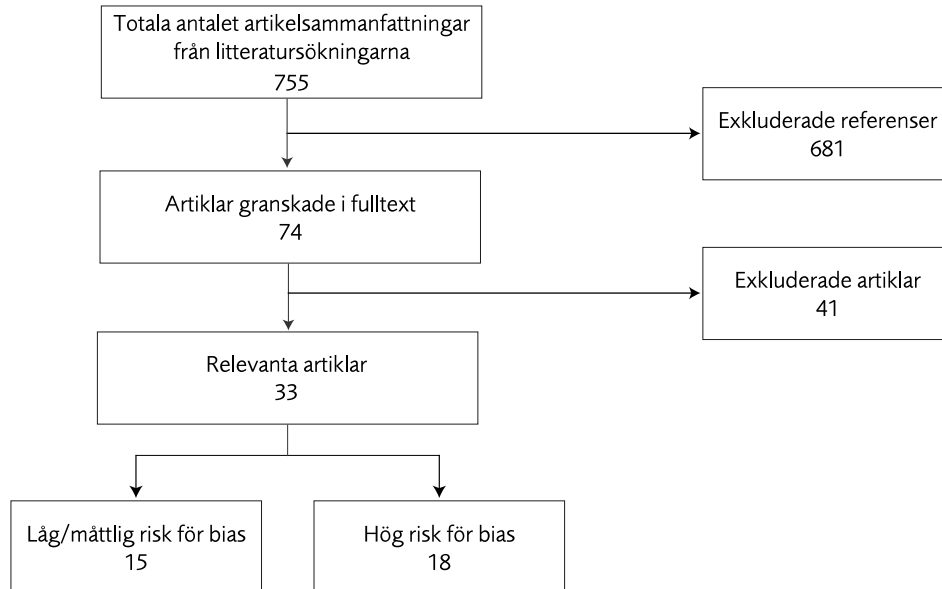 Totala antalet artikelsammanfattningar
från litteratursökningarna
755
Exkluderade referenser
681
Artiklar granskade i fulltext
74
Exkluderade artiklar
41
Relevanta artiklar
33
Låg/måttlig risk för bias
15
Hög risk för bias
18